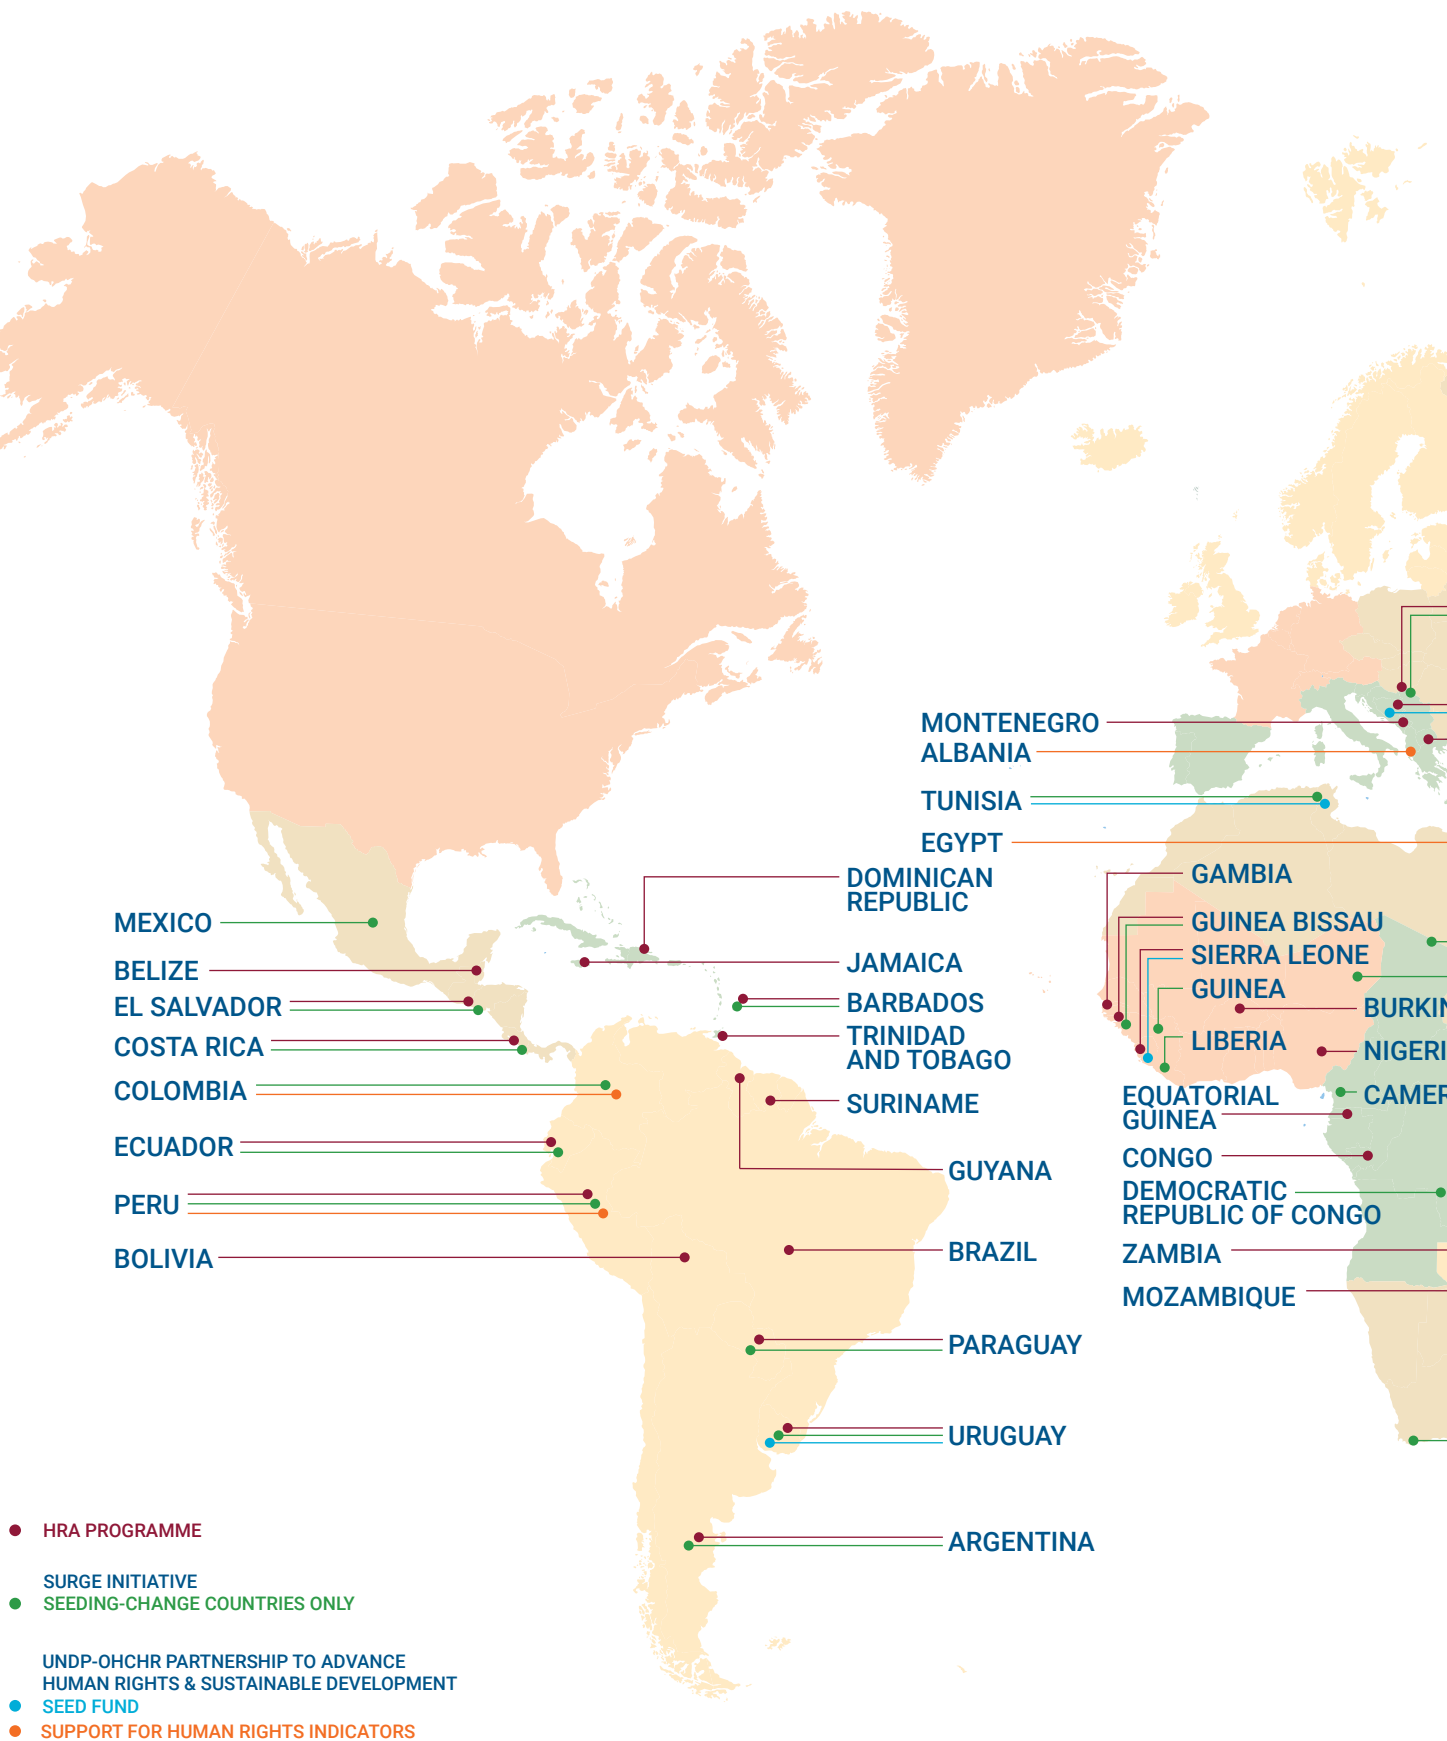 MONTENEGRO
ALBANIA
TUNISIA
EGYPT
DOMINICAN
REPUBLIC
JAMAICA
BARBADOS
TRINIDAD
AND TOBAGO
SURINAME
GUYANA
BRAZIL
PARAGUAY
URUGUAY
ARGENTINA
MEXICO
BELIZE
EL SALVADOR
COSTA RICA
COLOMBIA
ECUADOR
PERU
BOLIVIA
GAMBIA
GUINEA BISSAU
SIERRA LEONE
GUINEA
BURKIN
LIBERIA
NIGERI
EQUATORIAL
GUINEA
CAMER
CONGO
DEMOCRATIC
REPUBLIC OF CONGO
ZAMBIA
MOZAMBIQUE
HRA PROGRAMME
SURGE INITIATIVE
SEEDING-CHANGE COUNTRIES ONLY
UNDP-OHCHR PARTNERSHIP TO ADVANCE
HUMAN RIGHTS & SUSTAINABLE DEVELOPMENT
SEED FUND
SUPPORT FOR HUMAN RIGHTS INDICATORS